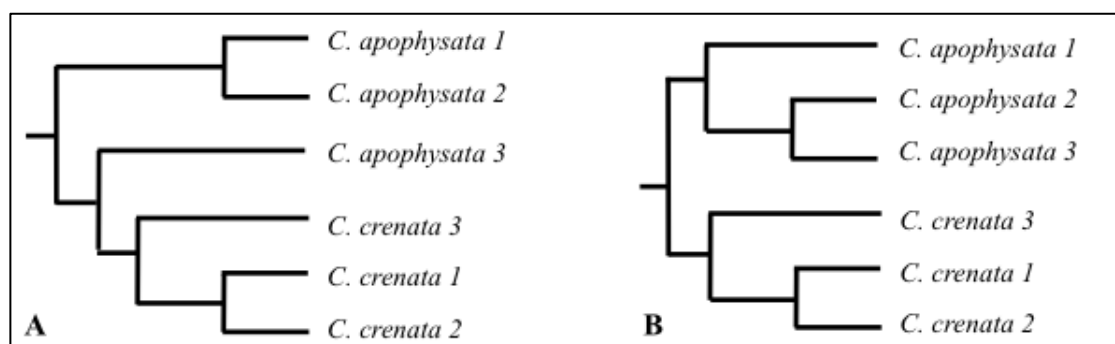 C. apophysata 1
C. apophysata 2
C. apophysata 3
C. crenata 3
C. crenata 1
C. crenata 2
A
C. apophysata 1
C. apophysata 2
C. apophysata 3
C. crenata 3
C. crenata 1
C. crenata 2
B